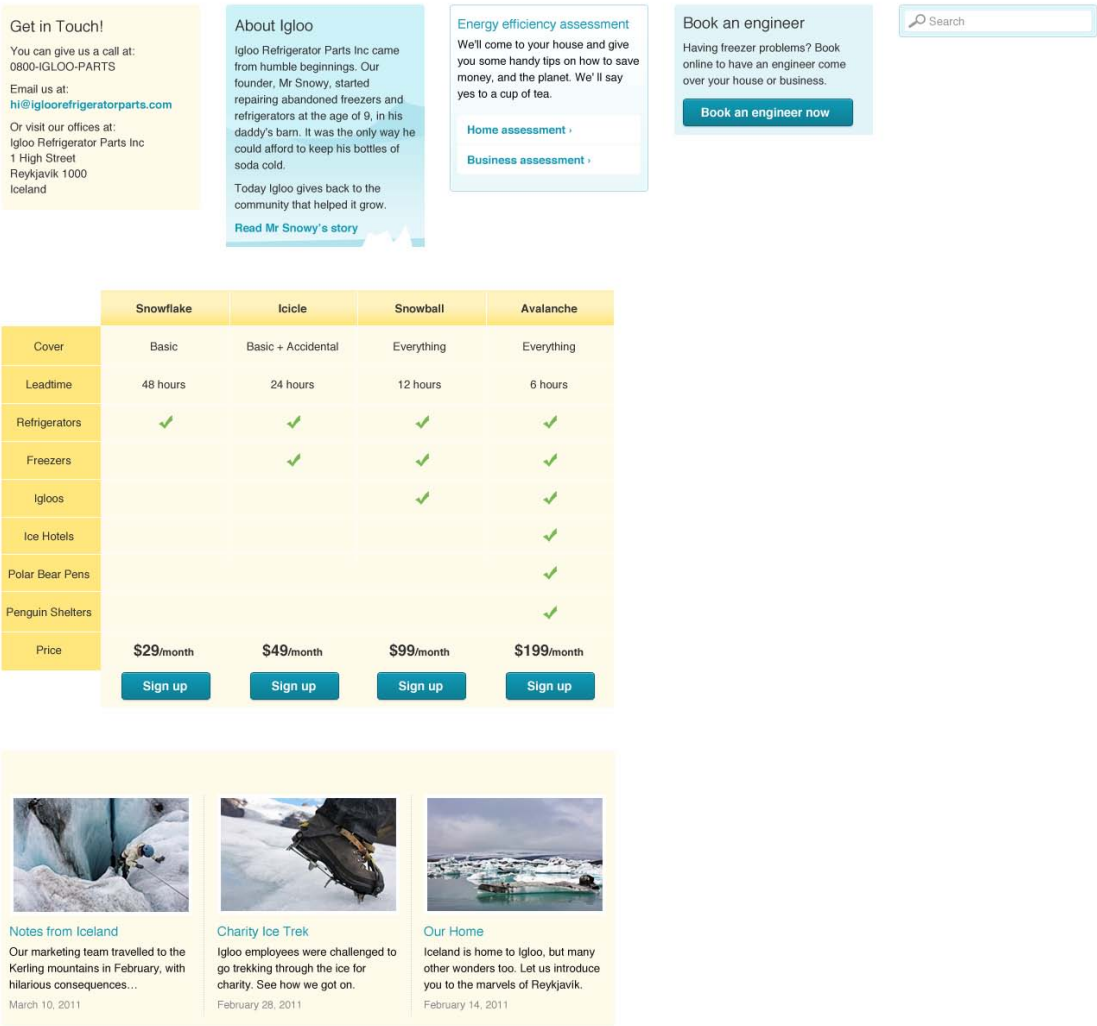 Get in Touch!
You can give us a call at:
0800-IGLOO-PARTS
Email us at:
hi@igloorefrigeratorparts.com
Or visit our offices at:
Igloo Refrigerator Parts Inc
1 High Street
Reykjavik 1000
Iceland
About Igloo
Igloo Refrigerator Parts Inc came
from humble beginnings. Our
founder, Mr Snowy, started
repairing abandoned freezers and
refrigerators at the age of 9, in his
daddy's barn. It was the only way he
could afford to keep his bottles of
soda cold.
Today Igloo gives back to the
community that helped it grow.
Read Mr Snowy's story
Energy efficiency assessment
We'll come to your house and give
you some handy tips on how to save
money, and the planet. We' ll say
yes to a cup of tea.
Home assessment ›
Business assessment ›
Book an engineer
Having freezer problems? Book
online to have an engineer come
over your house or business.
Book an engineer now
Search
Snowflake Icicle Snowball Avalanche
Cover Basic Basic + Accidental Everything Everything
Leadtime 48 hours 24 hours 12 hours 6 hours
Refrigerators
Freezers
Igloos
Ice Hotels
Polar Bear Pens
Penguin Shelters
Price $29/month $49/month $99/month $199/month
Sign up Sign up Sign up Sign up
Notes from Iceland
Our marketing team travelled to the
Kerling mountains in February, with
hilarious consequences…
March 10, 2011
Charity Ice Trek
Igloo employees were challenged to
go trekking through the ice for
charity. See how we got on.
February 28, 2011
Our Home
Iceland is home to Igloo, but many
other wonders too. Let us introduce
you to the marvels of Reykjavík.
February 14, 2011